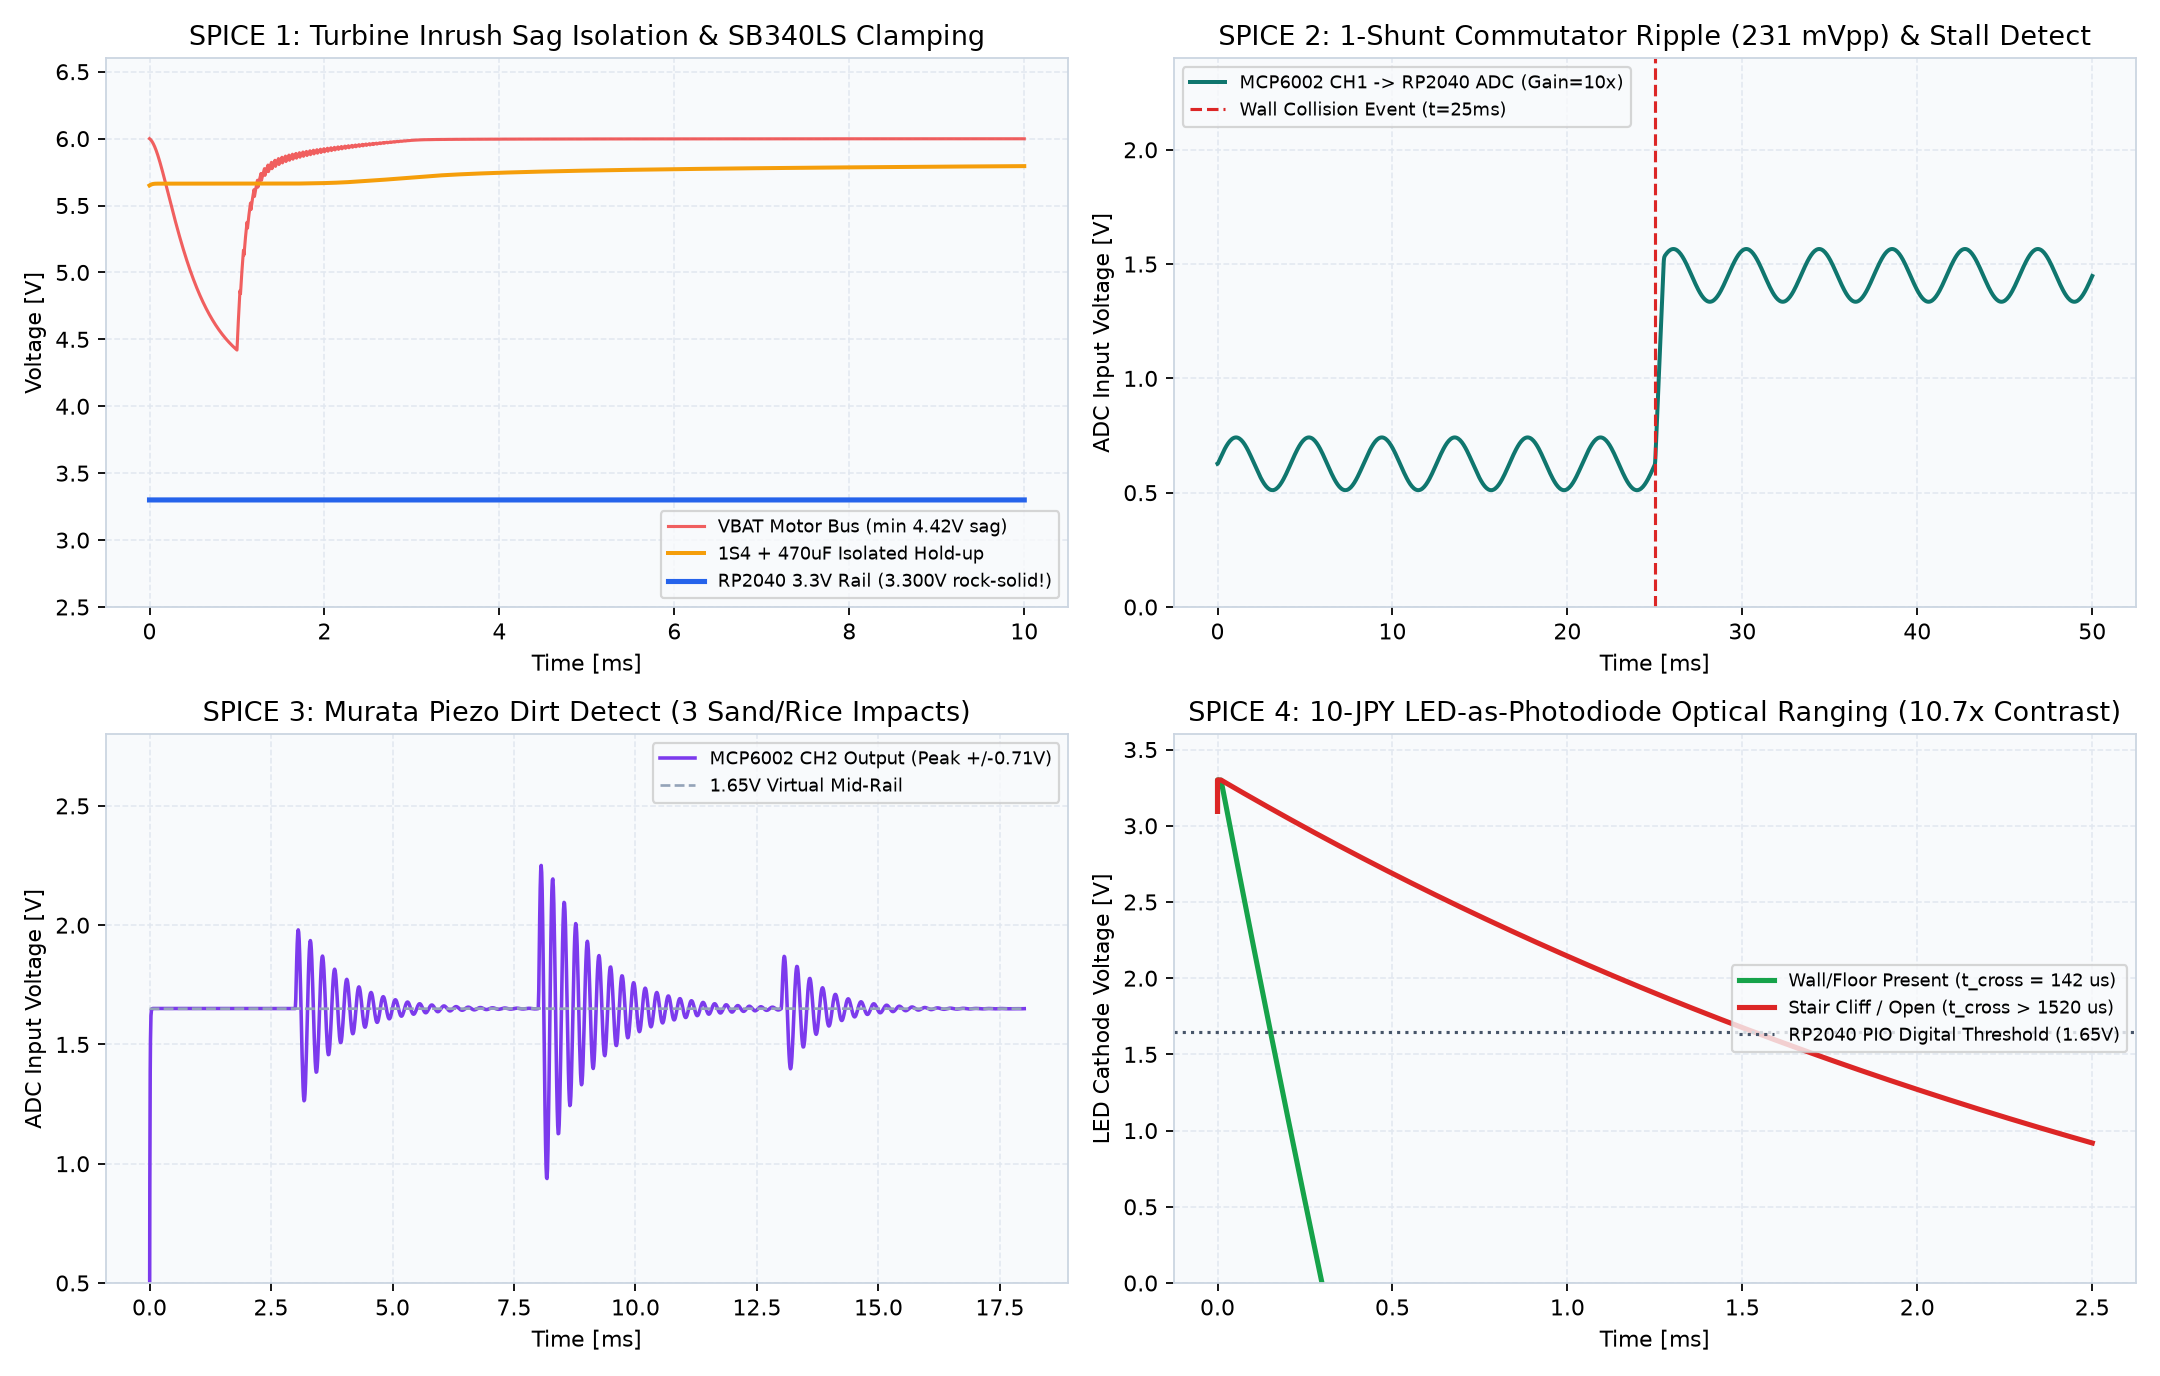 SPICE 1: Turbine Inrush Sag Isolation & SB340LS Clamping
6.5
6.0
5.5
5.0
4.5
4.0
3.5
3.0
2.5
Voltage [V]
VBAT Motor Bus (min 4.42V sag)
1S4 + 470uF Isolated Hold-up
RP2040 3.3V Rail (3.300V rock-solid!)
0 2 4 6 8 10
Time [ms]
SPICE 2: 1-Shunt Commutator Ripple (231 mVpp) & Stall Detect
MCP6002 CH1 -> RP2040 ADC (Gain=10x)
Wall Collision Event (t=25ms)
2.0
1.5
1.0
0.5
0.0
ADC Input Voltage [V]
0 10 20 30 40 50
Time [ms]
SPICE 3: Murata Piezo Dirt Detect (3 Sand/Rice Impacts)
MCP6002 CH2 Output (Peak +/-0.71V)
1.65V Virtual Mid-Rail
2.5
2.0
1.5
1.0
0.5
ADC Input Voltage [V]
0.0 2.5 5.0 7.5 10.0 12.5 15.0 17.5
Time [ms]
SPICE 4: 10-JPY LED-as-Photodiode Optical Ranging (10.7x Contrast)
3.5
3.0
2.5
2.0
1.5
1.0
0.5
0.0
LED Cathode Voltage [V]
Wall/Floor Present (t_cross = 142 us)
Stair Cliff / Open (t_cross > 1520 us)
RP2040 PIO Digital Threshold (1.65V)
0.0 0.5 1.0 1.5 2.0 2.5
Time [ms]